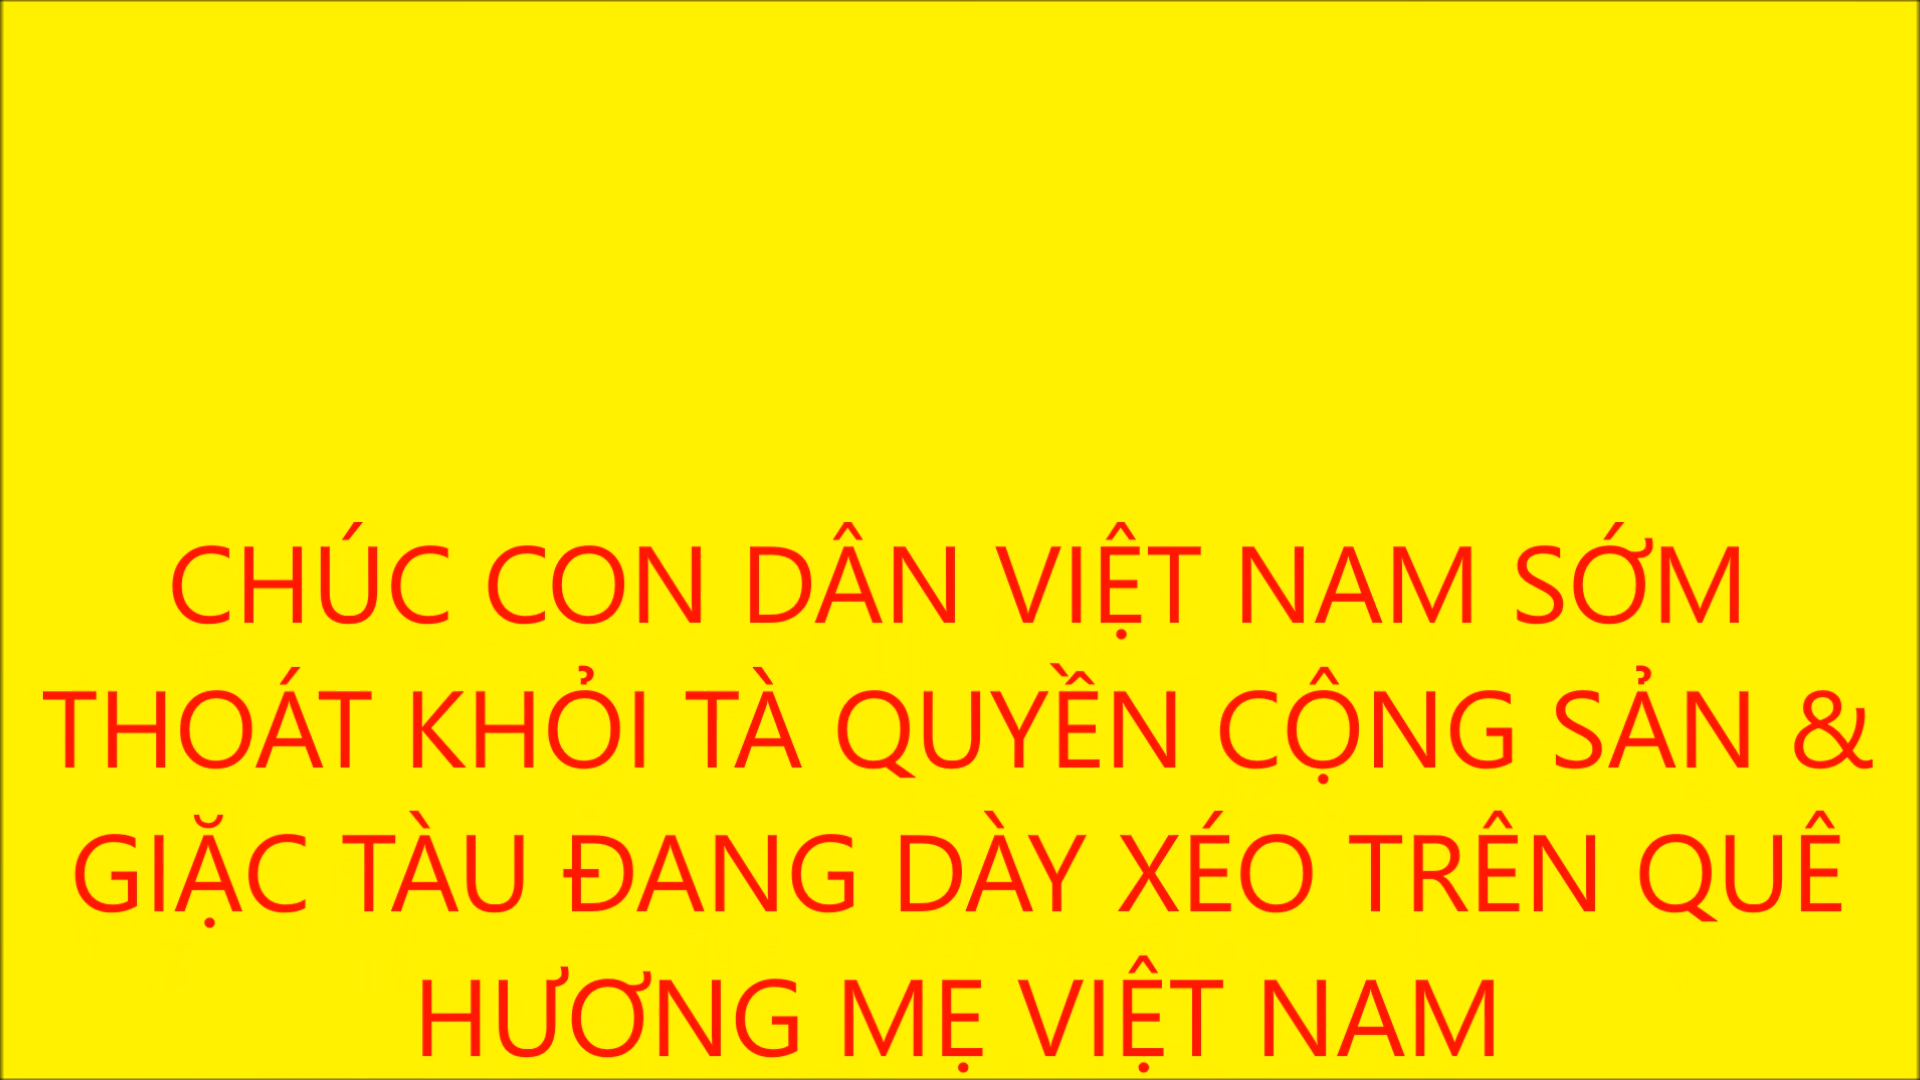 CHÚC CON DÂN VIỆT NAM SỚM
THOÁT KHỎI TÀ QUYỀN CỘNG SẢN &
GIẶC TÀU ĐANG DÀY XÉO TRÊN QUÊ
HƯƠNG MẸ VIỆT NAM